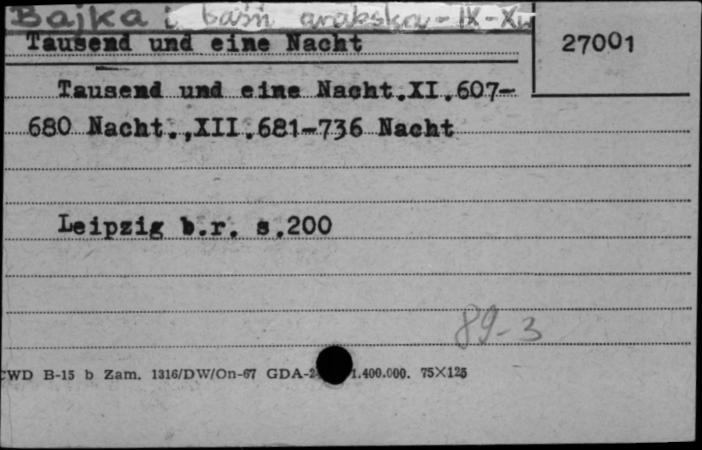 Bajka i baśń arabska - IX - X
Tausend und eine Nacht
27001
Tausend und eine Nacht.XI.607-
680 Nacht.,XII.681-736 Nacht
Leipzig b.r. s.200
89-3
CWD B-15 b Zam. 1316/DW/On-67 GDA-2 1.400.000. 75X125